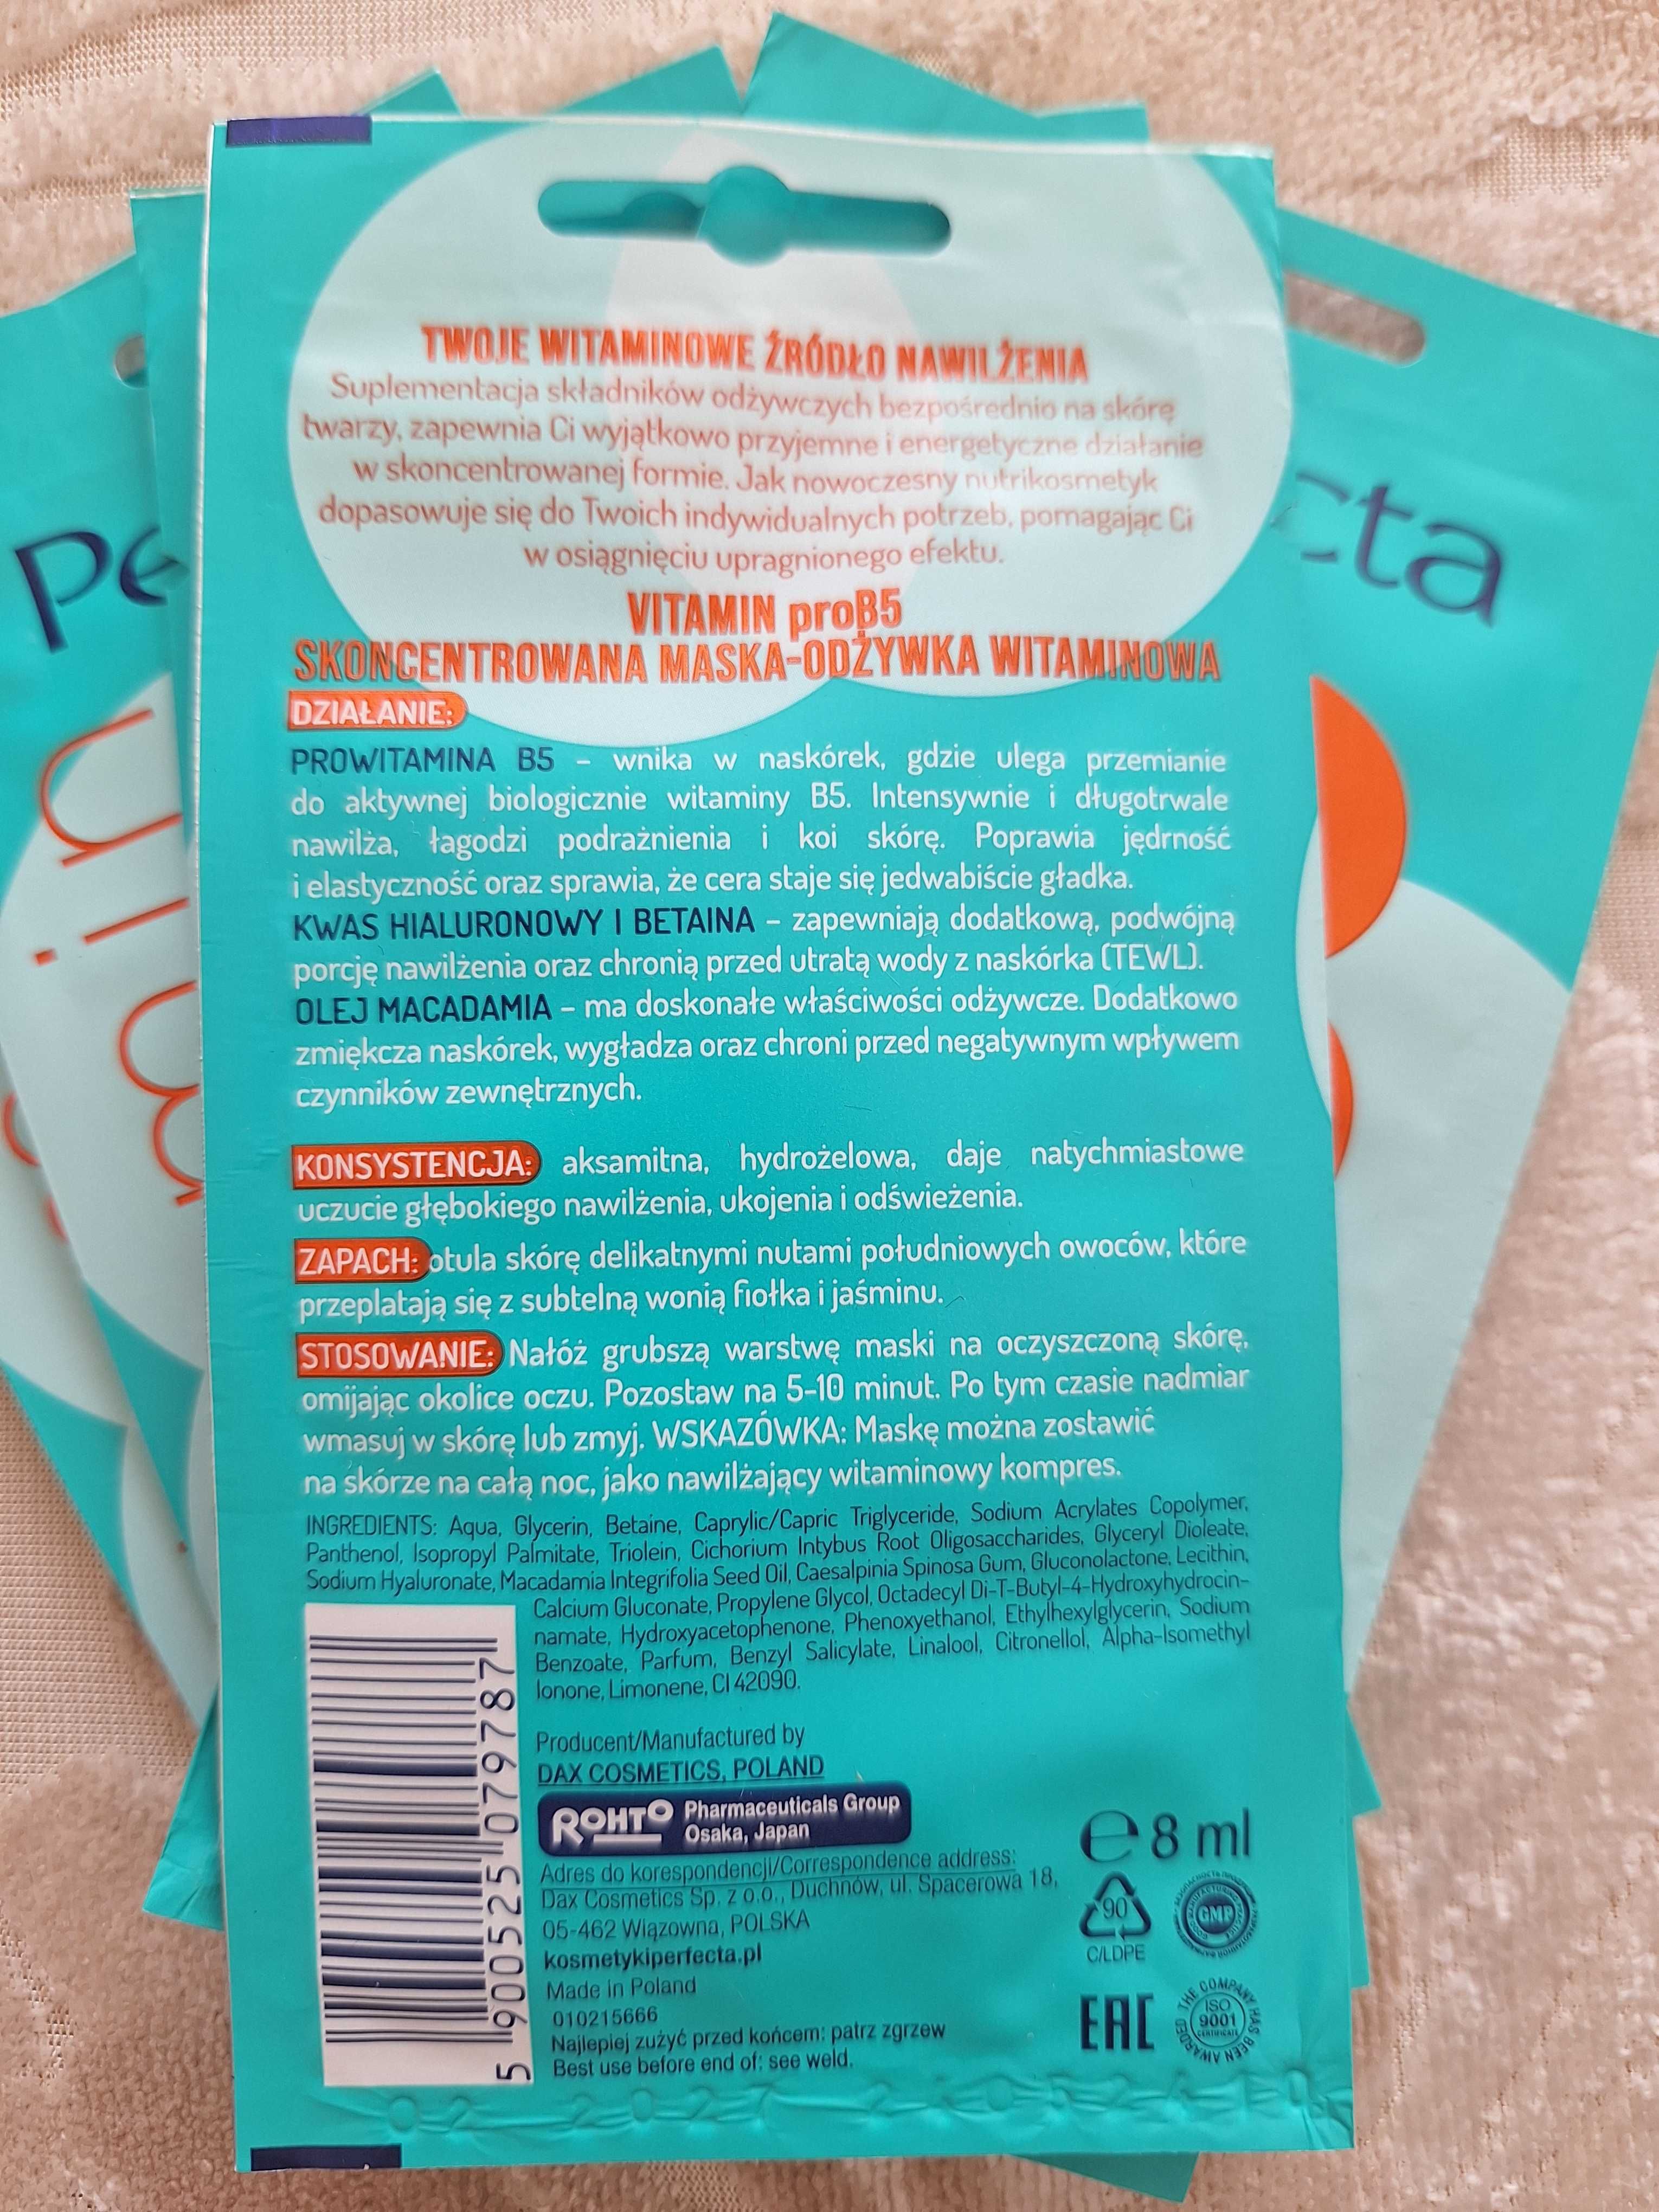 TWOJE WITAMINOWE ŹRÓDŁO NAWILŻENIA
Suplementacja składników odżywczych bezpośrednio na skórę
twarzy, zapewnia Ci wyjątkowo przyjemne i energetyczne działanie
w skoncentrowanej formie. Jak nowoczesny nutrikosmetyk
dopasowuje się do Twoich indywidualnych potrzeb, pomagając Ci
w osiągnięciu upragnionego efektu.
VITAMIN proB5
SKONCENTROWANA MASKA-ODŻYWKA WITAMINOWA
DZIAŁANIE:
PROWITAMINA B5 – wnika w naskórek, gdzie ulega przemianie
do aktywnej biologicznie witaminy B5. Intensywnie i długotrwale
nawilża, łagodzi podrażnienia i koi skórę. Poprawia jędrność
i elastyczność oraz sprawia, że cera staje się jedwabiście gładka.
KWAS HIALURONOWY I BETAINA – zapewniają dodatkową, podwójną
porcję nawilżenia oraz chronią przed utratą wody z naskórka (TEWL).
OLEJ MACADAMIA – ma doskonałe właściwości odżywcze. Dodatkowo
zmiękcza naskórek, wygładza oraz chroni przed negatywnym wpływem
czynników zewnętrznych.
KONSYSTENCJA: aksamitna, hydrożelowa, daje natychmiastowe
uczucie głębokiego nawilżenia, ukojenia i odświeżenia.
ZAPACH: otula skórę delikatnymi nutami południowych owoców, które
przeplatają się z subtelną wonią fiołka i jaśminu.
STOSOWANIE: Nałóż grubszą warstwę maski na oczyszczoną skórę,
omijając okolice oczu. Pozostaw na 5-10 minut. Po tym czasie nadmiar
wmasuj w skórę lub zmyj. WSKAZÓWKA: Maskę można zostawić
na skórze na całą noc, jako nawilżający witaminowy kompres.
INGREDIENTS: Aqua, Glycerin, Betaine, Caprylic/Capric Triglyceride, Sodium Acrylates Copolymer,
Panthenol, Isopropyl Palmitate, Triolein, Cichorium Intybus Root Oligosaccharides, Glyceryl Dioleate,
Sodium Hyaluronate, Macadamia Integrifolia Seed Oil, Caesalpinia Spinosa Gum, Gluconolactone, Lecithin,
Calcium Gluconate, Propylene Glycol, Octadecyl Di-T-Butyl-4-Hydroxyhydrocin-
namate, Hydroxyacetophenone, Phenoxyethanol, Ethylhexylglycerin, Sodium
Benzoate, Parfum, Benzyl Salicylate, Linalool, Citronellol, Alpha-Isomethyl
Ionone, Limonene, CI 42090.
5 900525 079787
Producent/Manufactured by
DAX COSMETICS, POLAND
ROHTO Pharmaceuticals Group
Osaka, Japan
Adres do korespondencji/Correspondence address:
Dax Cosmetics Sp. z o.o., Duchnów, ul. Spacerowa 18,
05-462 Wiązowna, POLSKA
kosmetykiperfecta.pl
Made in Poland
010215666
Najlepiej zużyć przed końcem: patrz zgrzew
Best use before end of: see weld.
e 8 ml
90
C/LDPE
GMP
EAC
THE COMPANY HAS BEEN AWARDED
ISO
9001
CERTIFICATE
02 2027
pe
cta
min